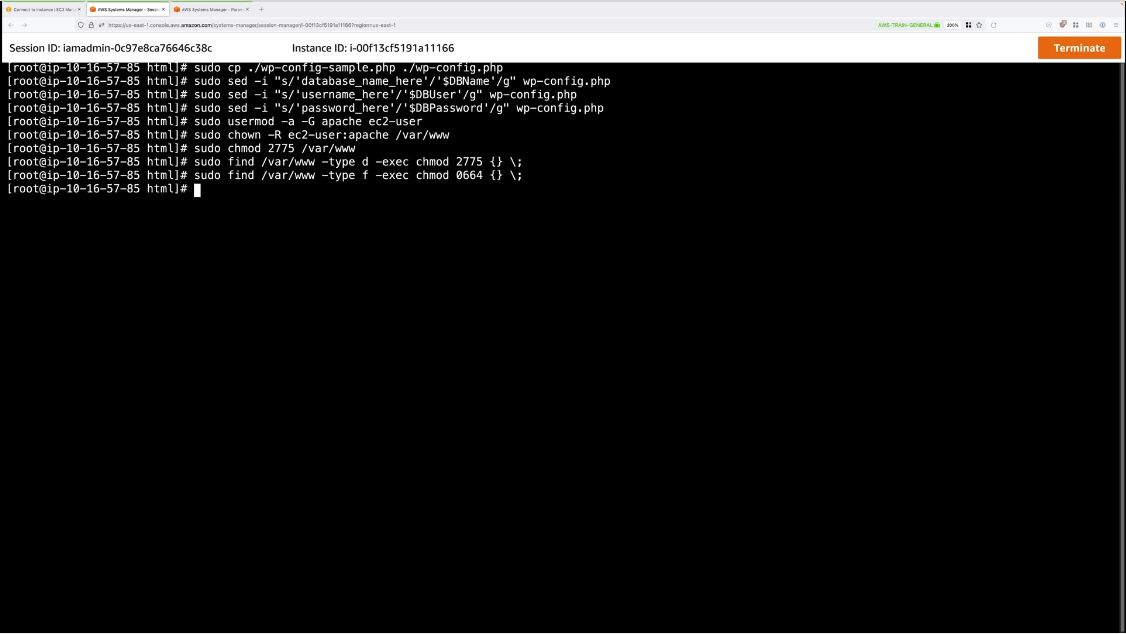 Connect to Instance | EC2 Man
AWS Systems Manager - Sessi
AWS Systems Manager - Param
https://us-east-1.console.aws.amazon.com/systems-manager/session-manager/i-00f13cf5191a11166?region=us-east-1
AWS-TRAIN-GENERAL
200%
Session ID: iamadmin-0c97e8ca76646c38c
Instance ID: i-00f13cf5191a11166
Terminate
[root@ip-10-16-57-85 html]# sudo cp ./wp-config-sample.php ./wp-config.php
[root@ip-10-16-57-85 html]# sudo sed -i "s/'database_name_here'/'$DBName'/g" wp-config.php
[root@ip-10-16-57-85 html]# sudo sed -i "s/'username_here'/'$DBUser'/g" wp-config.php
[root@ip-10-16-57-85 html]# sudo sed -i "s/'password_here'/'$DBPassword'/g" wp-config.php
[root@ip-10-16-57-85 html]# sudo usermod -a -G apache ec2-user
[root@ip-10-16-57-85 html]# sudo chown -R ec2-user:apache /var/www
[root@ip-10-16-57-85 html]# sudo chmod 2775 /var/www
[root@ip-10-16-57-85 html]# sudo find /var/www -type d -exec chmod 2775 {} \;
[root@ip-10-16-57-85 html]# sudo find /var/www -type f -exec chmod 0664 {} \;
[root@ip-10-16-57-85 html]#